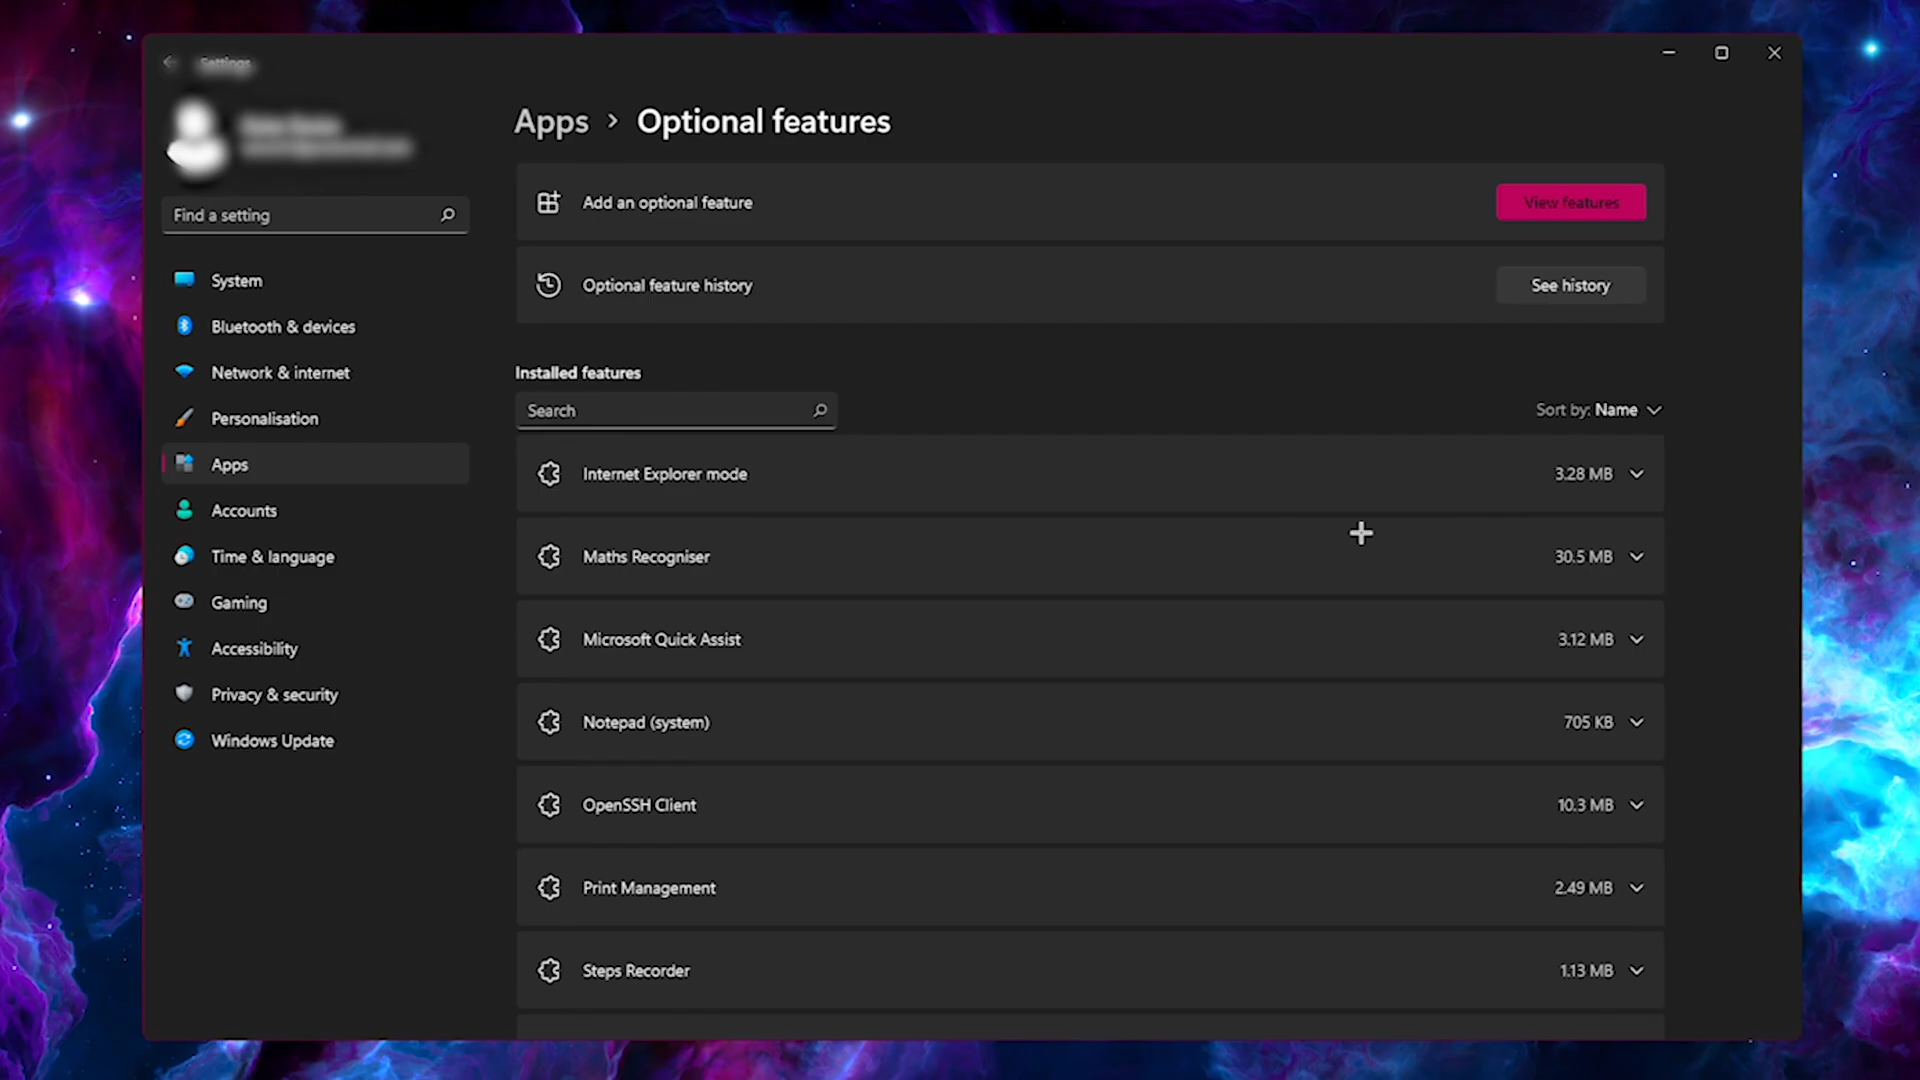 Settings
Apps > Optional features
Find a setting
System
Bluetooth & devices
Network & internet
Personalisation
Apps
Accounts
Time & language
Gaming
Accessibility
Privacy & security
Windows Update
Add an optional feature
View features
Optional feature history
See history
Installed features
Search
Sort by: Name
Internet Explorer mode 3.28 MB
Maths Recogniser 30.5 MB
Microsoft Quick Assist 3.12 MB
Notepad (system) 705 KB
OpenSSH Client 10.3 MB
Print Management 2.49 MB
Steps Recorder 1.13 MB